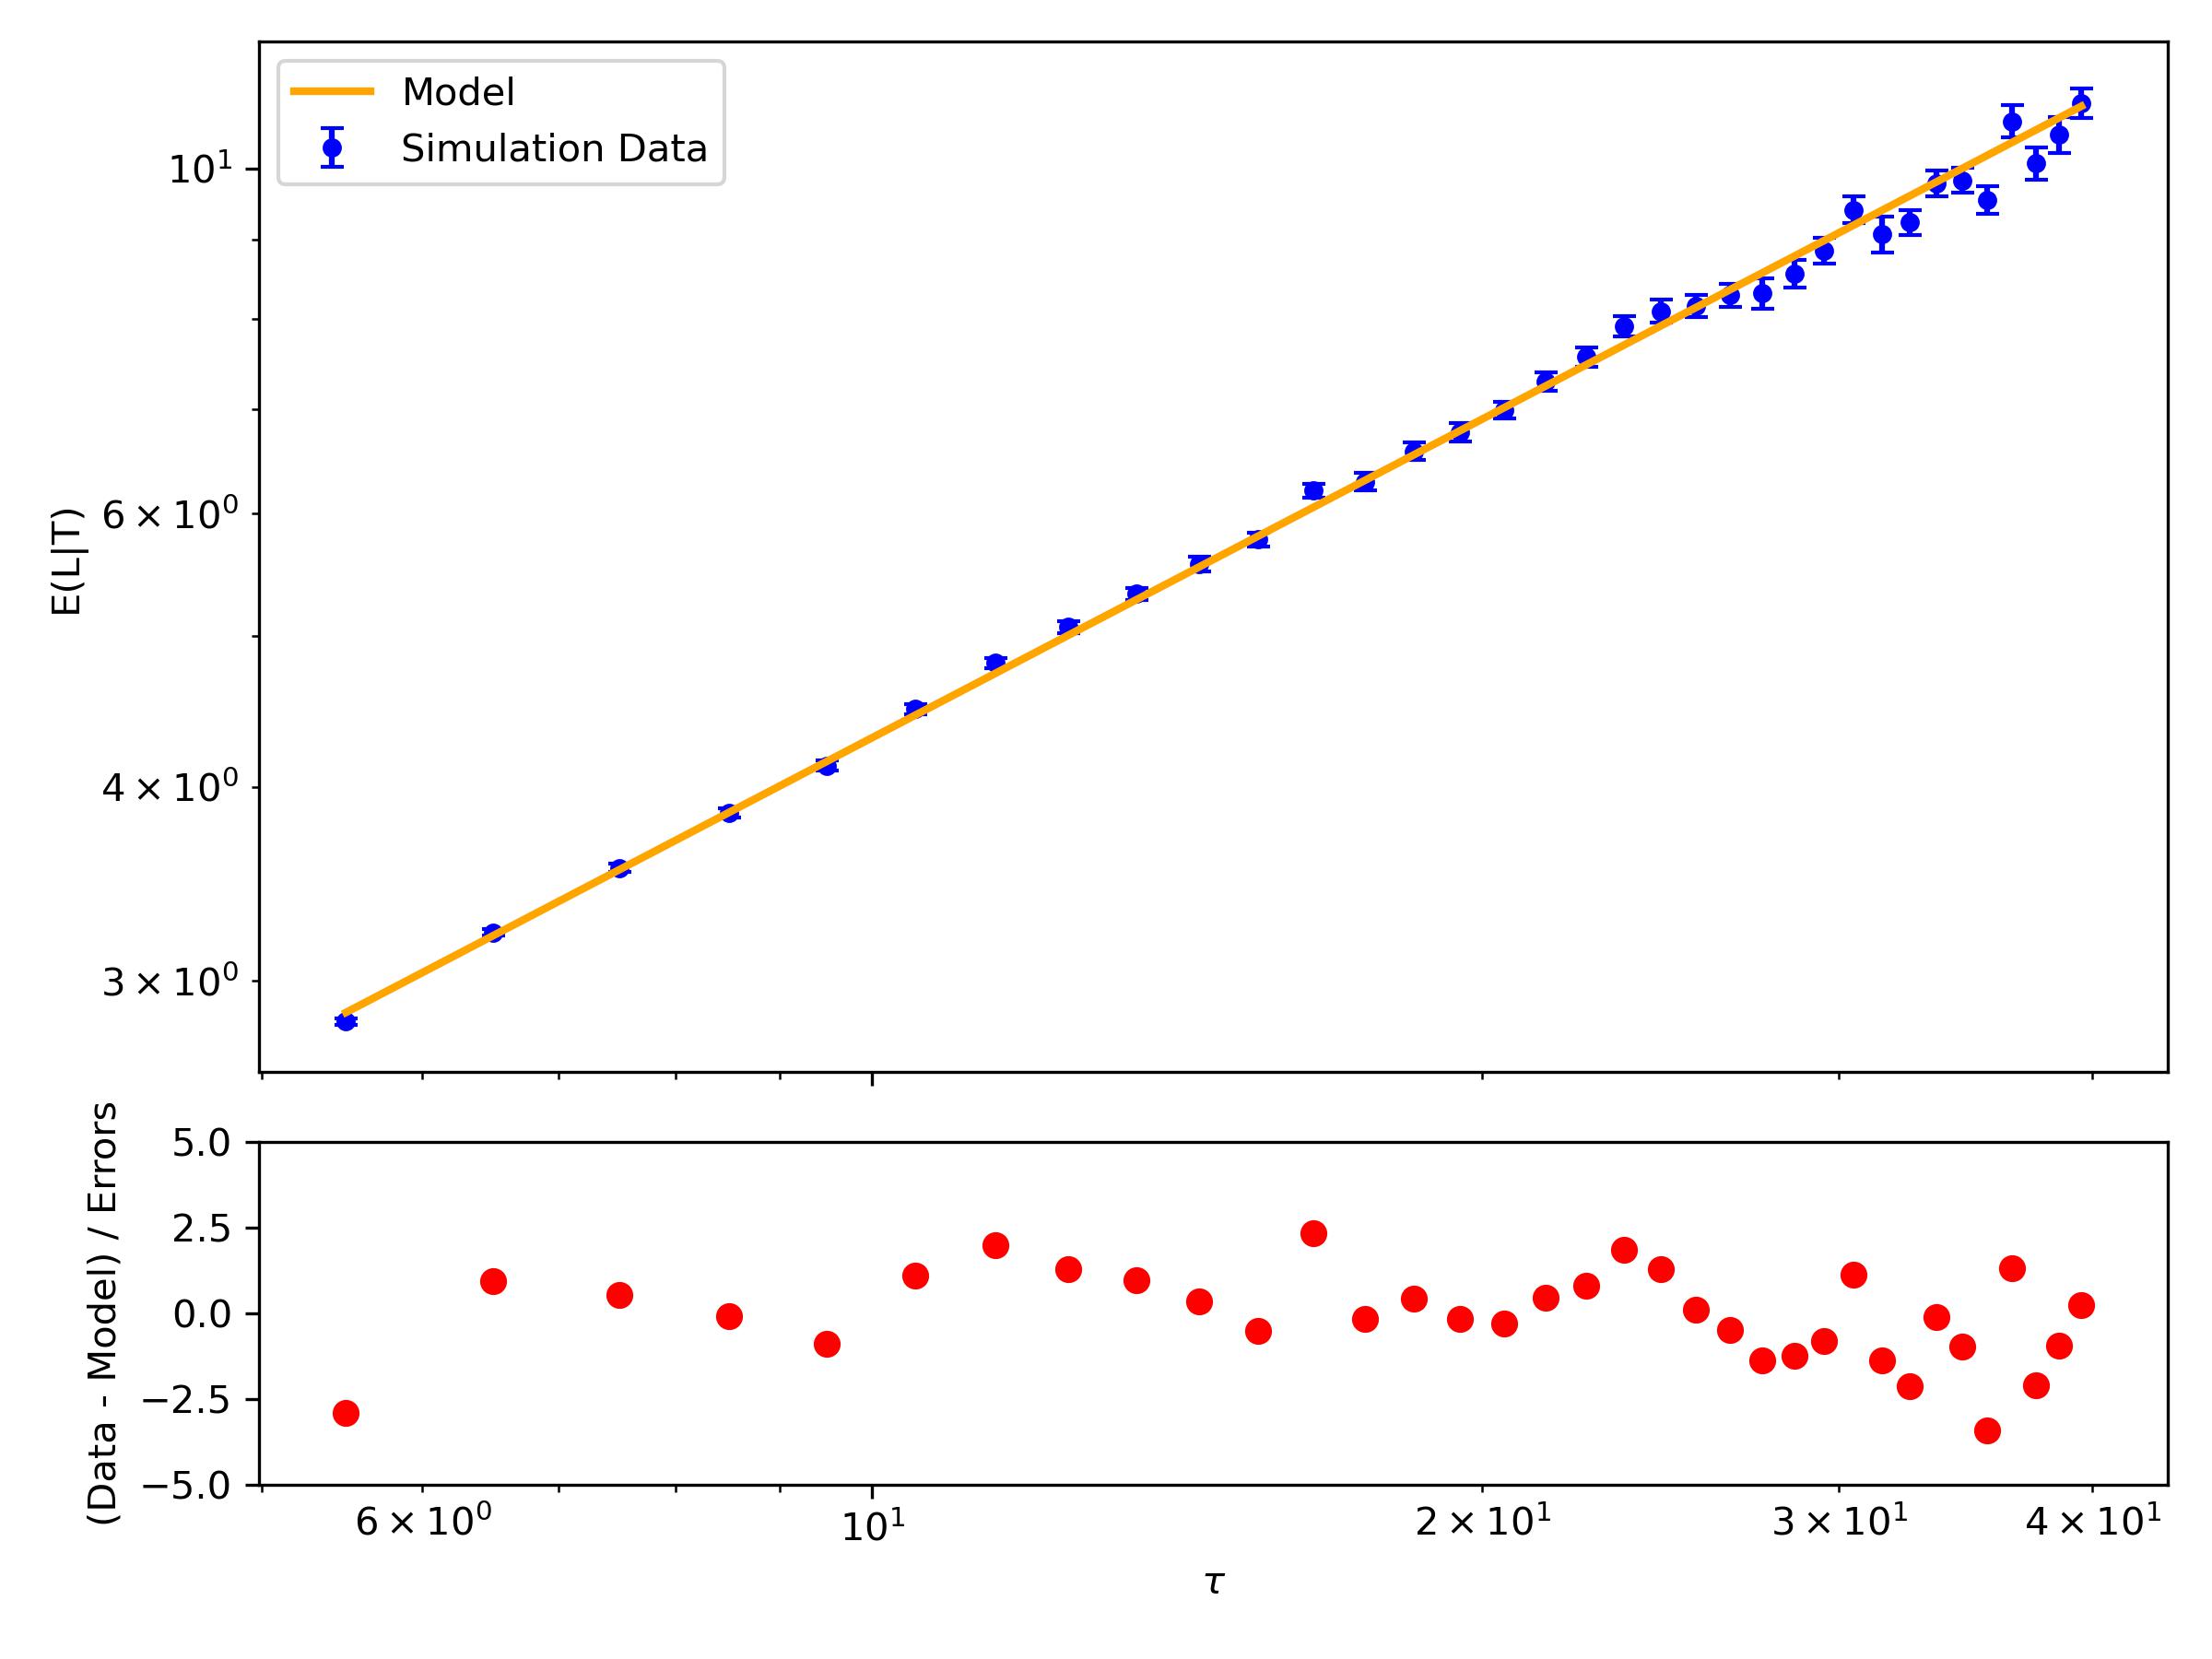 Model
Simulation Data
10¹
6 × 10⁰
4 × 10⁰
3 × 10⁰
E(L|T)
5.0
2.5
0.0
−2.5
−5.0
(Data - Model) / Errors
6 × 10⁰
10¹
2 × 10¹
3 × 10¹
4 × 10¹
τ